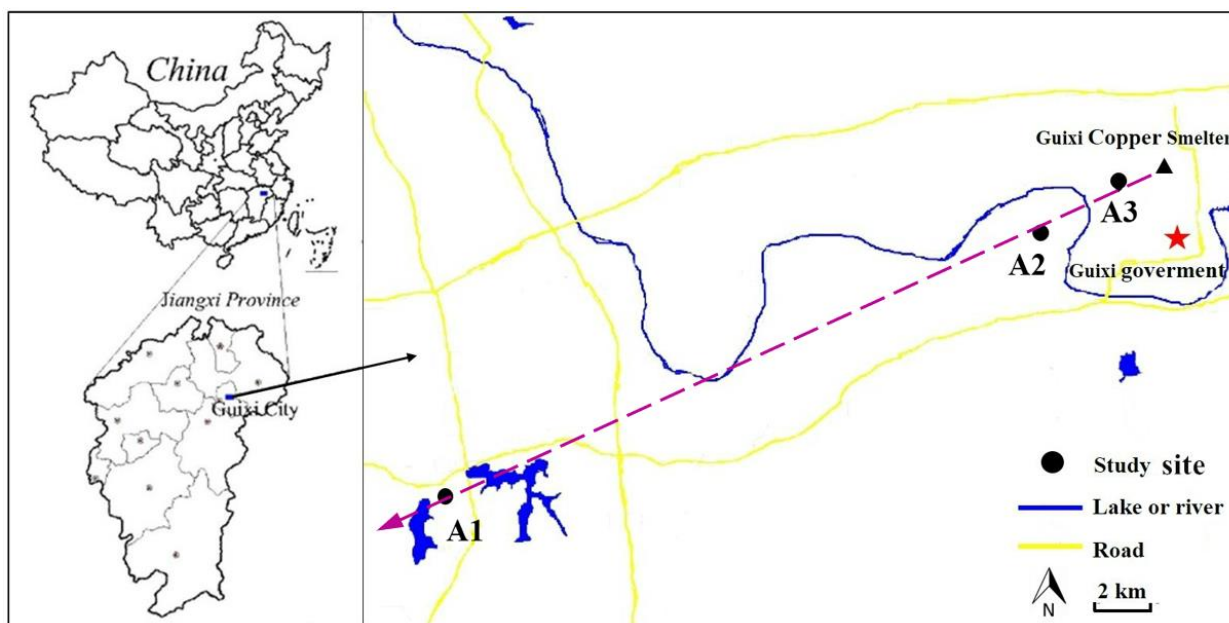 China
Jiangxi Province
Guixi City
Guixi Copper Smelter
A3
A2
Guixi goverment
A1
Study site
Lake or river
Road
N
2 km